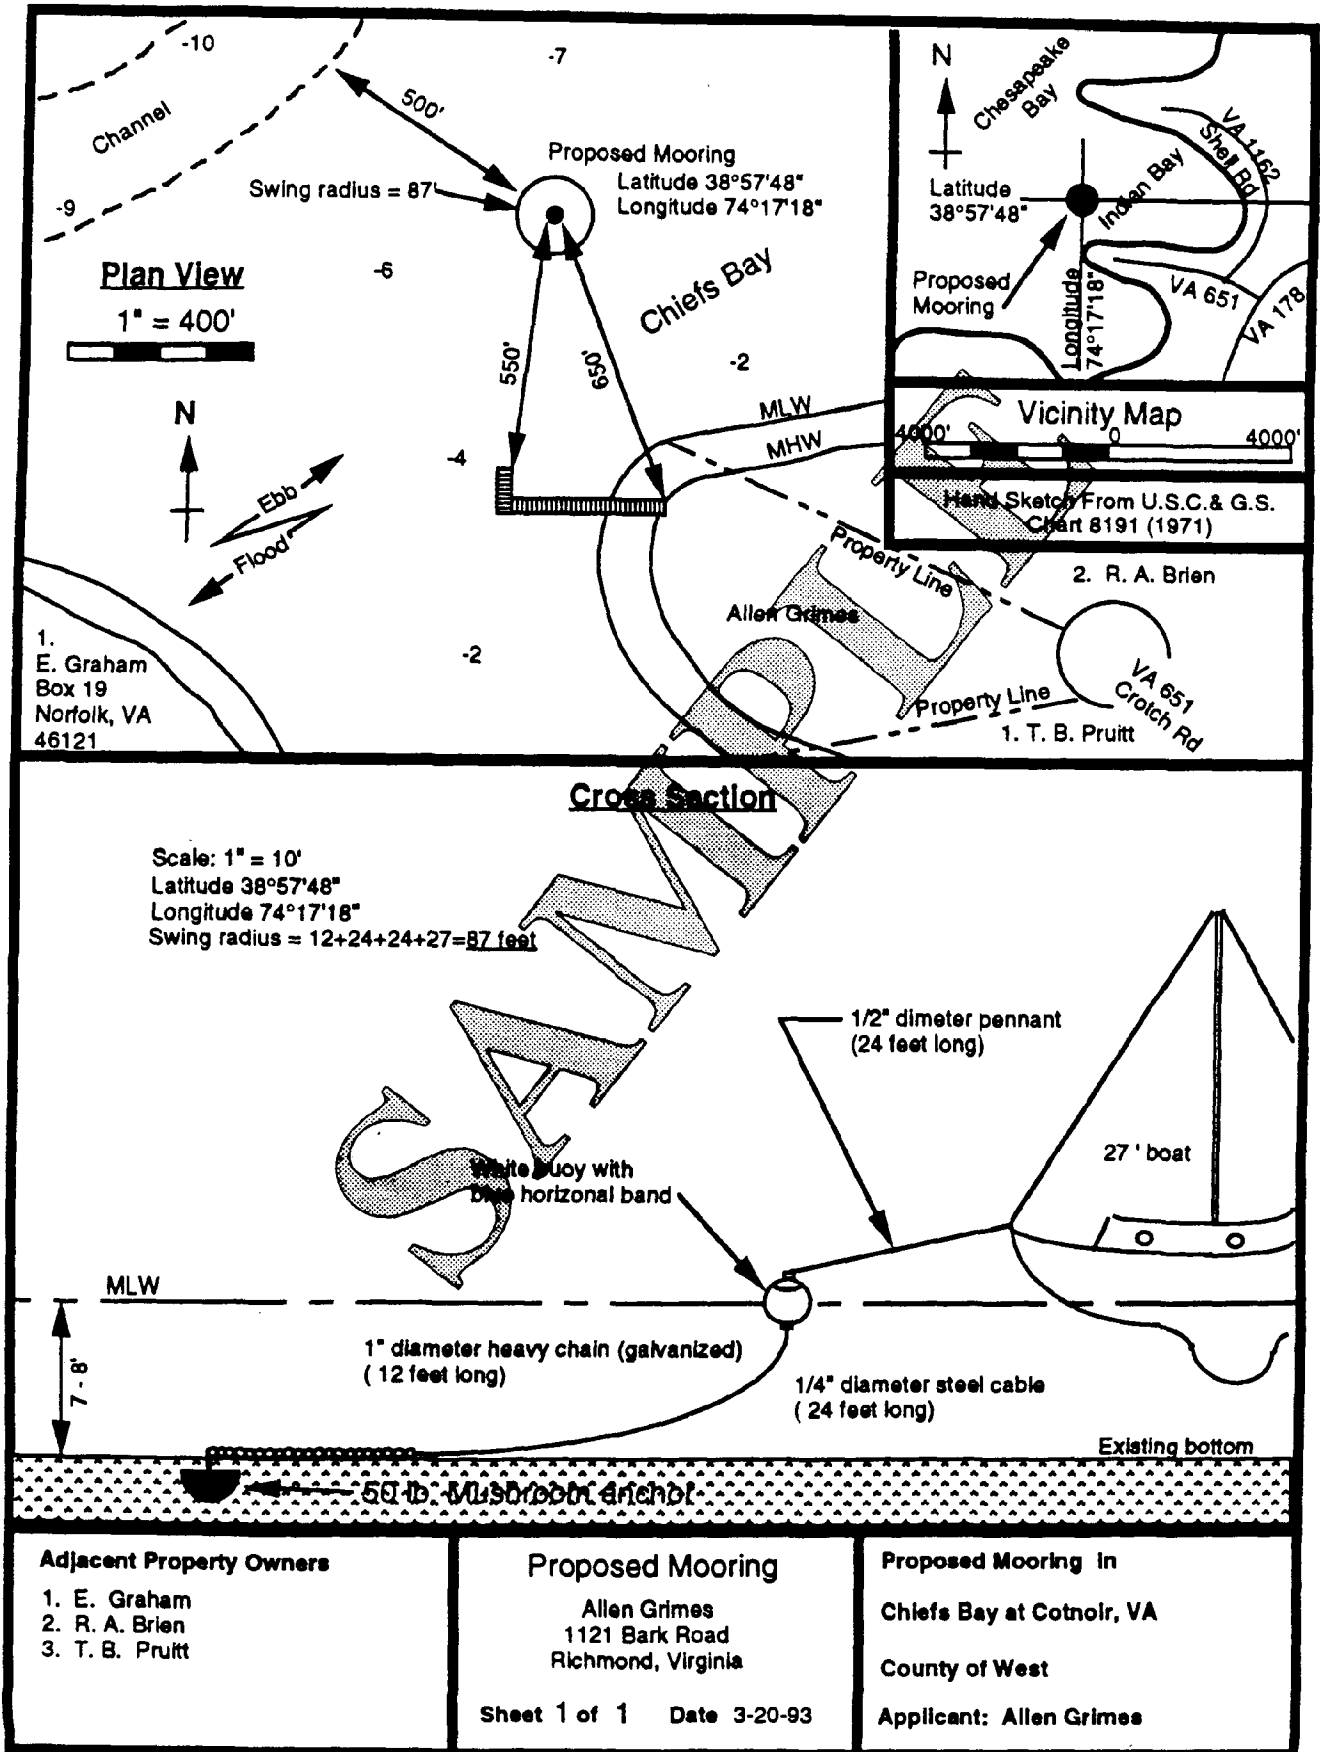 -10
-7
500'
Channel
Proposed Mooring
Latitude 38°57'48"
Longitude 74°17'18"
Swing radius = 87'
-9
Plan View
1" = 400'
-6
Chiefs Bay
550'
650'
-2
N
MLW
MHW
-4
Ebb
Flood
Property Line
Allen Grimes
2. R. A. Brien
1.
E. Graham
Box 19
Norfolk, VA
46121
-2
VA 651
Crotch Rd
Property Line
1. T. B. Pruitt
N
Chesapeake
Bay
VA 1162
Shell Rd
Indian Bay
Latitude
38°57'48"
Proposed
Mooring
Longitude
74°17'18"
VA 651
VA 178
Vicinity Map
4000' 0 4000'
Hand Sketch From U.S.C.& G.S.
Chart 8191 (1971)
SAMPLE
Cross Section
Scale: 1" = 10'
Latitude 38°57'48"
Longitude 74°17'18"
Swing radius = 12+24+24+27=87 feet
1/2" dimeter pennant
(24 feet long)
27 ' boat
White buoy with
blue horizonal band
MLW
7 - 8'
1" diameter heavy chain (galvanized)
( 12 feet long)
1/4" diameter steel cable
( 24 feet long)
Existing bottom
50 lb. Mushroom anchor
Adjacent Property Owners
1. E. Graham
2. R. A. Brien
3. T. B. Pruitt
Proposed Mooring
Allen Grimes
1121 Bark Road
Richmond, Virginia
Sheet 1 of 1 Date 3-20-93
Proposed Mooring in
Chiefs Bay at Cotnoir, VA
County of West
Applicant: Allen Grimes